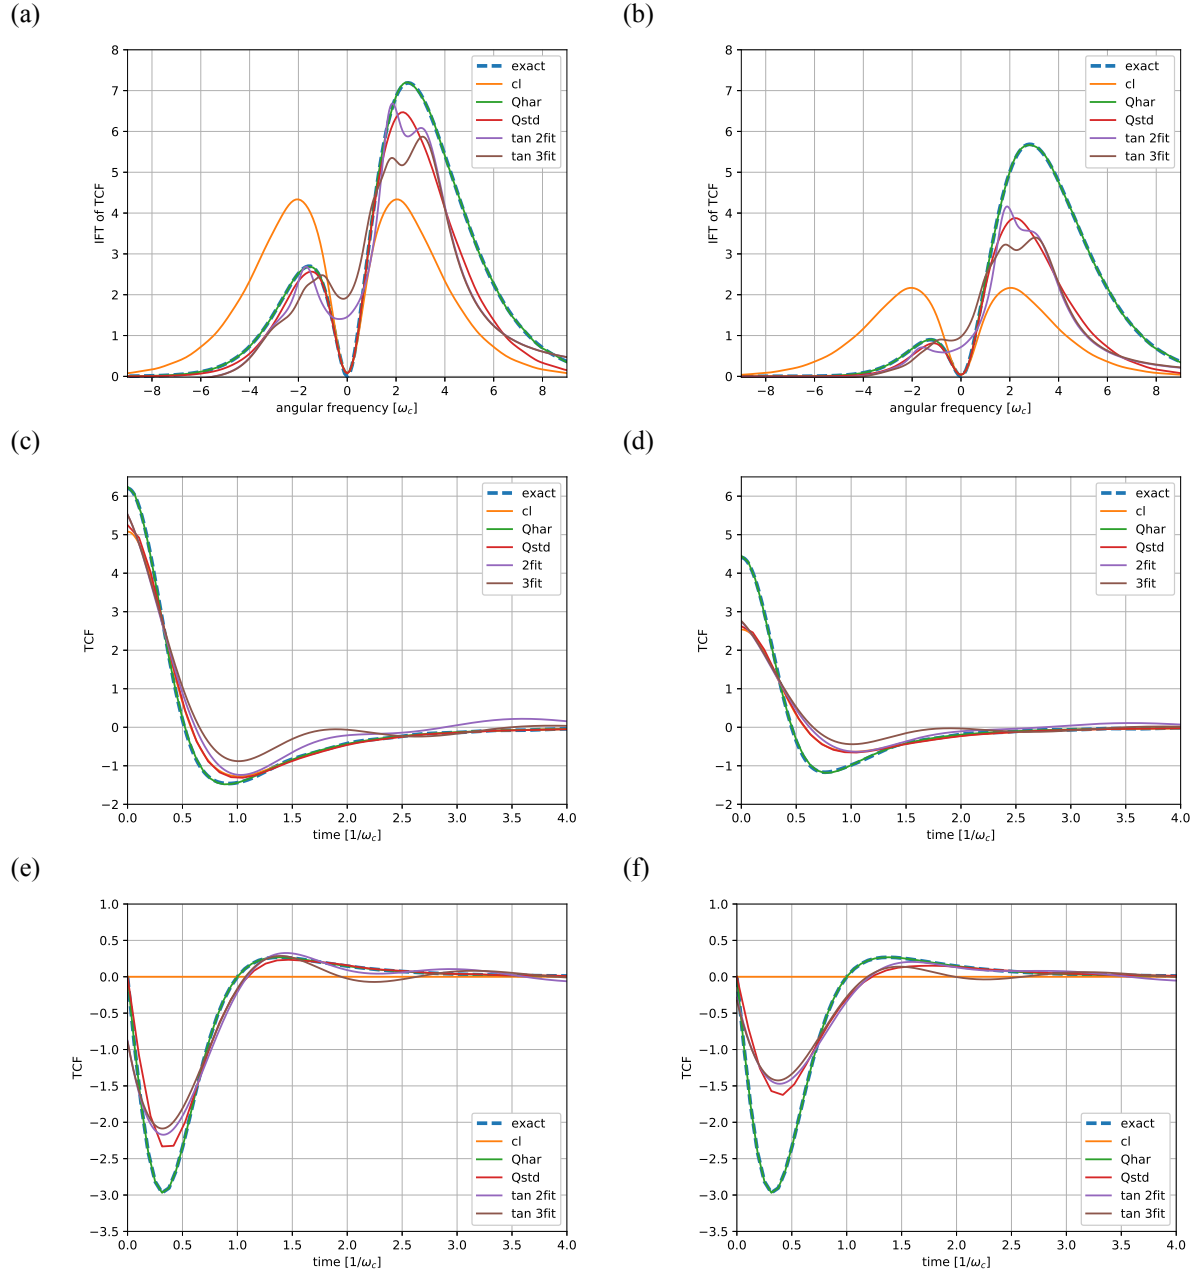 (a)
(b)
8
7
6
5
4
3
2
1
0
IFT of TCF
−8
−6
−4
−2
0
2
4
6
8
angular frequency [ω_c]
exact
cl
Qhar
Qstd
tan 2fit
tan 3fit
8
7
6
5
4
3
2
1
0
IFT of TCF
−8
−6
−4
−2
0
2
4
6
8
angular frequency [ω_c]
exact
cl
Qhar
Qstd
tan 2fit
tan 3fit
(c)
(d)
6
5
4
3
2
1
0
−1
−2
TCF
0.0
0.5
1.0
1.5
2.0
2.5
3.0
3.5
4.0
time [1/ω_c]
exact
cl
Qhar
Qstd
2fit
3fit
6
5
4
3
2
1
0
−1
−2
TCF
0.0
0.5
1.0
1.5
2.0
2.5
3.0
3.5
4.0
time [1/ω_c]
exact
cl
Qhar
Qstd
2fit
3fit
(e)
(f)
1.0
0.5
0.0
−0.5
−1.0
−1.5
−2.0
−2.5
−3.0
−3.5
TCF
0.0
0.5
1.0
1.5
2.0
2.5
3.0
3.5
4.0
time [1/ω_c]
exact
cl
Qhar
Qstd
tan 2fit
tan 3fit
1.0
0.5
0.0
−0.5
−1.0
−1.5
−2.0
−2.5
−3.0
−3.5
TCF
0.0
0.5
1.0
1.5
2.0
2.5
3.0
3.5
4.0
time [1/ω_c]
exact
cl
Qhar
Qstd
tan 2fit
tan 3fit